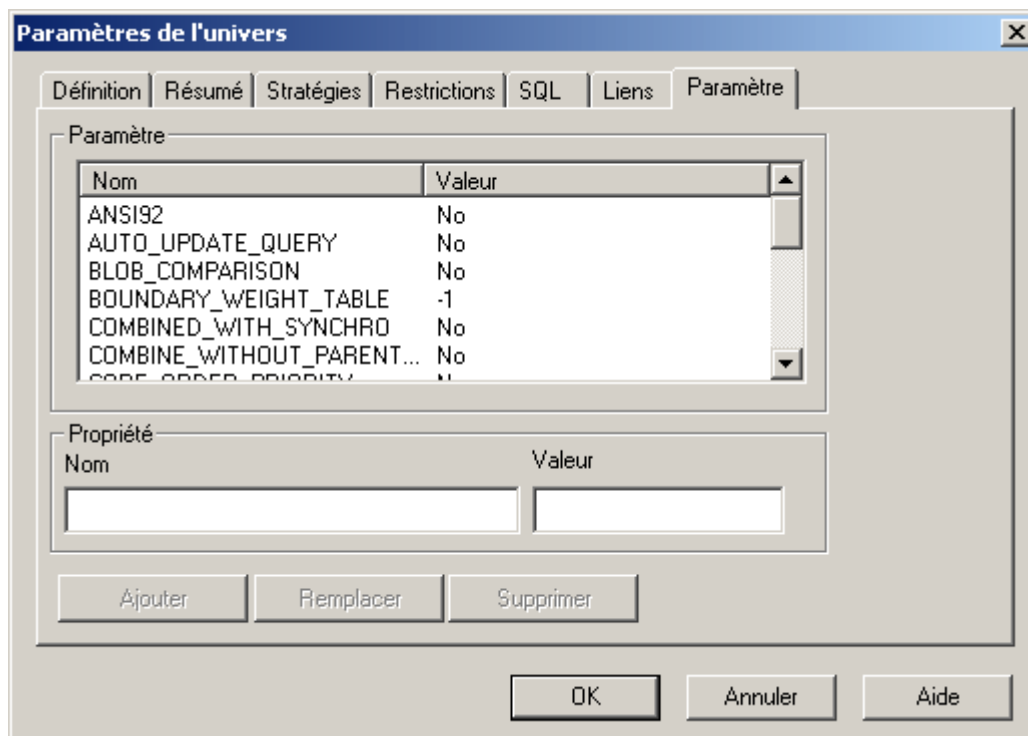 Paramètres de l'univers
Définition Résumé Stratégies Restrictions SQL Liens Paramètre
Paramètre
Nom Valeur
ANSI92 No
AUTO_UPDATE_QUERY No
BLOB_COMPARISON No
BOUNDARY_WEIGHT_TABLE -1
COMBINED_WITH_SYNCHRO No
COMBINE_WITHOUT_PARENT... No
Propriété
Nom Valeur
Ajouter Remplacer Supprimer
OK Annuler Aide